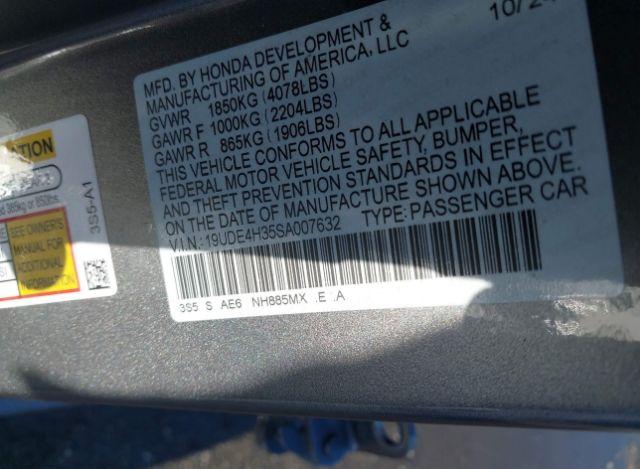 10/24
MFD. BY HONDA DEVELOPMENT &
MANUFACTURING OF AMERICA, LLC
GVWR 1850KG (4078LBS)
GAWR F 1000KG (2204LBS)
GAWR R 865KG (1906LBS)
THIS VEHICLE CONFORMS TO ALL APPLICABLE
FEDERAL MOTOR VEHICLE SAFETY, BUMPER,
AND THEFT PREVENTION STANDARDS IN EFFECT
ON THE DATE OF MANUFACTURE SHOWN ABOVE.
V.I.N.:19UDE4H35SA007632 TYPE:PASSENGER CAR
3S5 S AE6 NH885MX .E .A
3S5-A1
SEE OWNER'S
MANUAL FOR
ADDITIONAL
INFORMATION